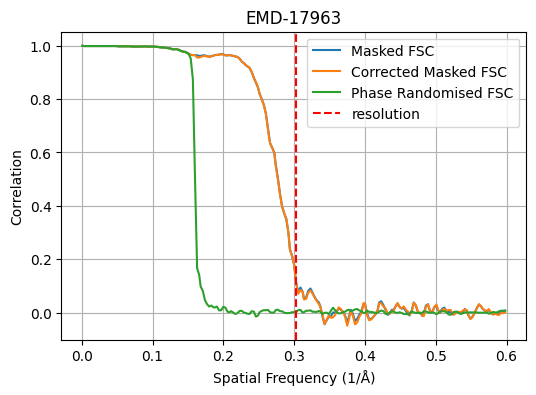 EMD-17963
Masked FSC
Corrected Masked FSC
Phase Randomised FSC
resolution
1.0
0.8
0.6
0.4
0.2
0.0
Correlation
0.0 0.1 0.2 0.3 0.4 0.5 0.6
Spatial Frequency (1/Å)